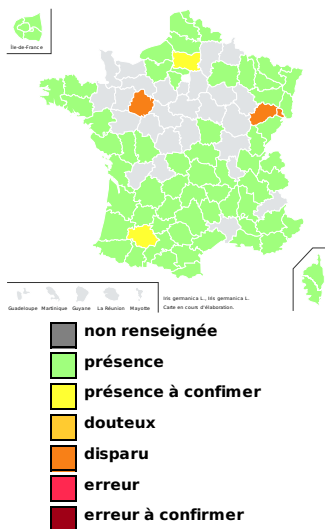 Île-de-France
Guadeloupe Martinique Guyane La Réunion Mayotte
Iris germanica L., Iris germanica L.
Carte en cours d'élaboration.
non renseignée
présence
présence à confimer
douteux
disparu
erreur
erreur à confirmer